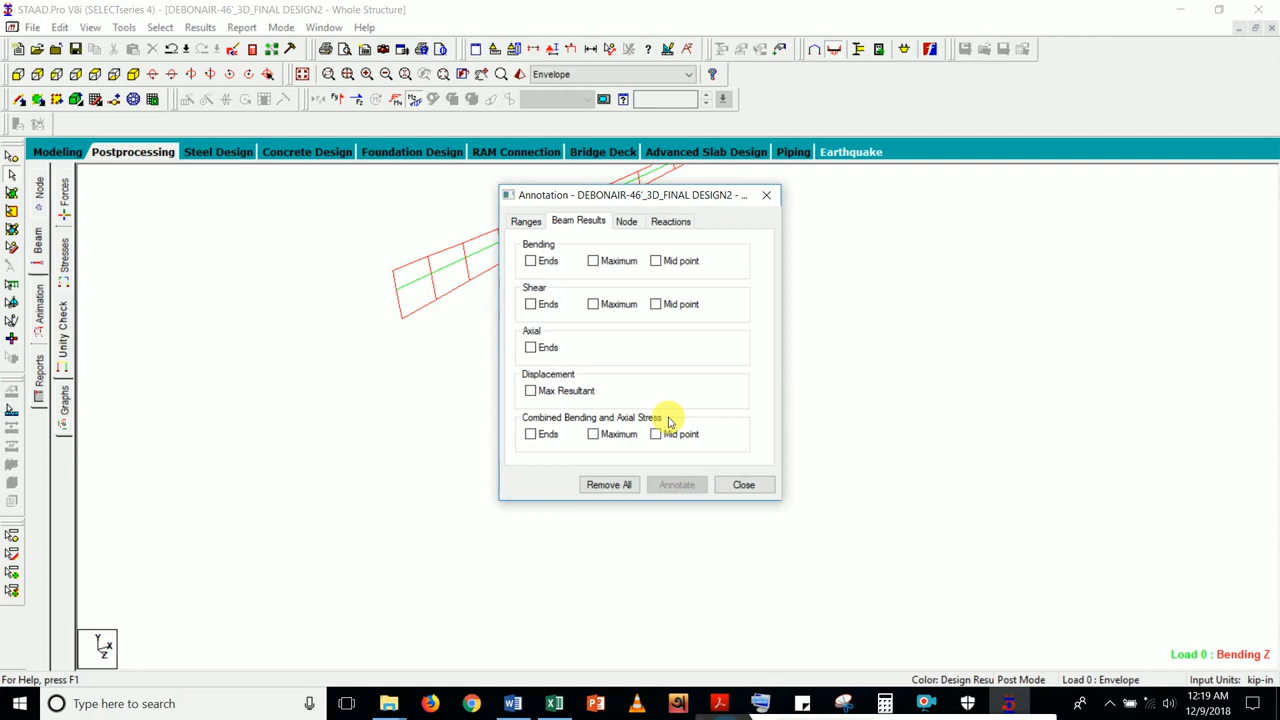 STAAD.Pro V8i (SELECTseries 4) - [DEBONAIR-46'_3D_FINAL DESIGN2 - Whole Structure]
File Edit View Tools Select Results Report Mode Window Help
Envelope
Modeling Postprocessing Steel Design Concrete Design Foundation Design RAM Connection Bridge Deck Advanced Slab Design Piping Earthquake
Node
Beam
Animation
Reports
Forces
Stresses
Unity Check
Graphs
Annotation - DEBONAIR-46'_3D_FINAL DESIGN2 - ...
Ranges Beam Results Node Reactions
Bending
Ends Maximum Mid point
Shear
Ends Maximum Mid point
Axial
Ends
Displacement
Max Resultant
Combined Bending and Axial Stress
Ends Maximum Mid point
Remove All Annotate Close
Y
X
Z
Load 0 : Bending Z
For Help, press F1
Color: Design Resu Post Mode Load 0 : Envelope Input Units: kip-in
Type here to search
12:19 AM
12/9/2018